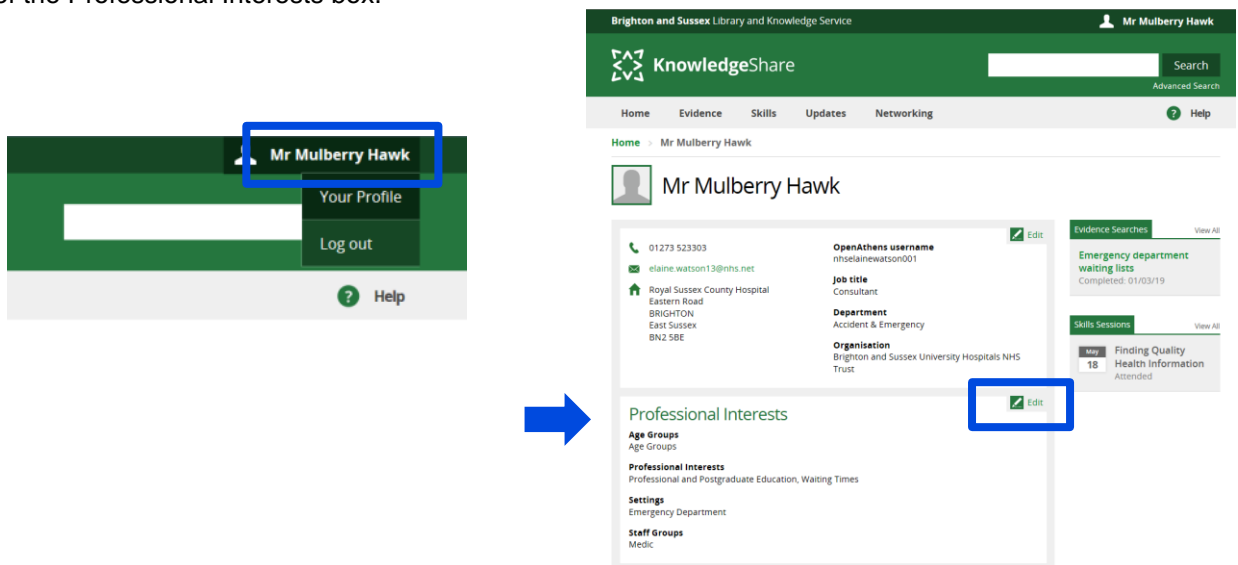 of the Professional Interests box.
Mr Mulberry Hawk
Your Profile
Log out
? Help
Brighton and Sussex Library and Knowledge Service
Mr Mulberry Hawk
KnowledgeShare
Search
Advanced Search
Home Evidence Skills Updates Networking
? Help
Home > Mr Mulberry Hawk
Mr Mulberry Hawk
Edit
01273 523303
elaine.watson13@nhs.net
Royal Sussex County Hospital
Eastern Road
BRIGHTON
East Sussex
BN2 5BE
OpenAthens username
nhselainewatson001
Job title
Consultant
Department
Accident & Emergency
Organisation
Brighton and Sussex University Hospitals NHS
Trust
Evidence Searches View All
Emergency department
waiting lists
Completed: 01/03/19
Skills Sessions View All
May
18
Finding Quality
Health Information
Attended
Edit
Professional Interests
Age Groups
Age Groups
Professional Interests
Professional and Postgraduate Education, Waiting Times
Settings
Emergency Department
Staff Groups
Medic